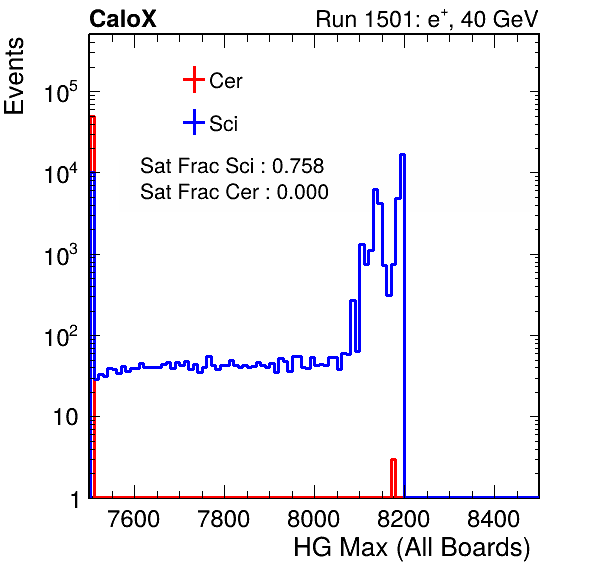 CaloX Run 1501: e⁺, 40 GeV
Events
Cer
Sci
Sat Frac Sci : 0.758
Sat Frac Cer : 0.000
10⁵
10⁴
10³
10²
10
1
7600 7800 8000 8200 8400
HG Max (All Boards)